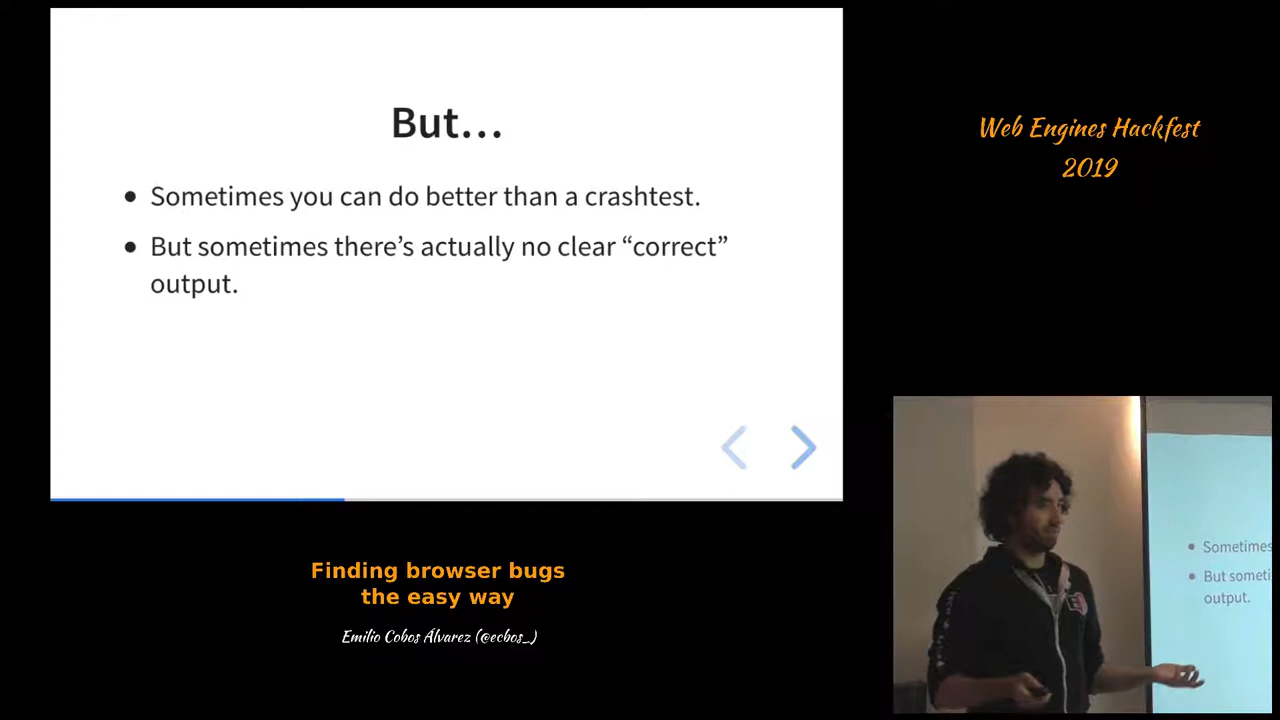 But…
Sometimes you can do better than a crashtest.
But sometimes there’s actually no clear “correct”
output.
Web Engines Hackfest
2019
Finding browser bugs
the easy way
Emilio Cobos Álvarez (@ecbos_)
Sometimes
But someti
output.